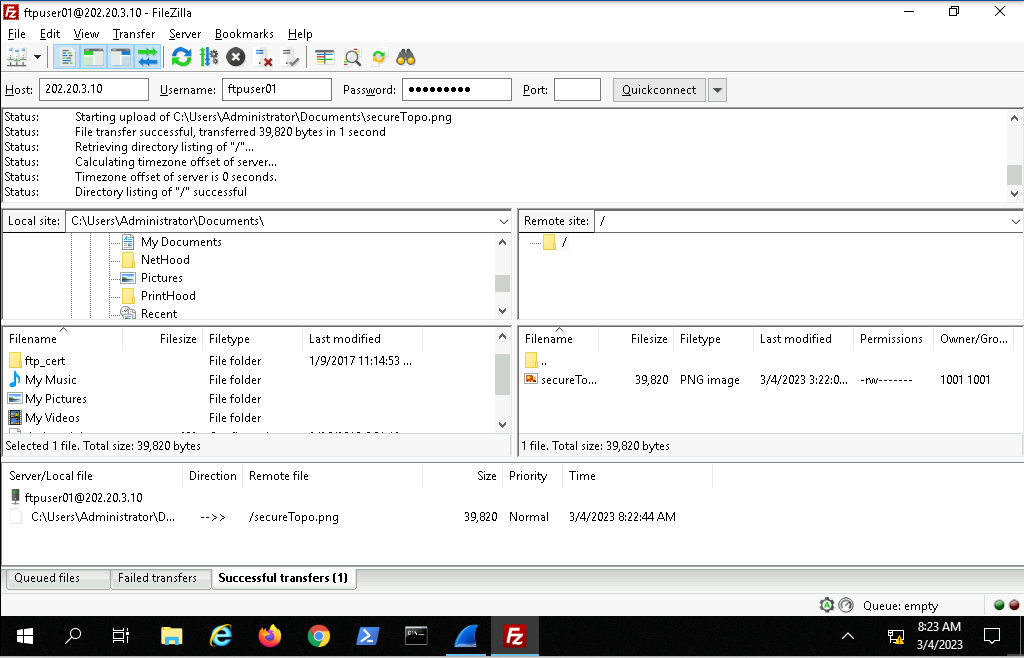 ftpuser01@202.20.3.10 - FileZilla
File Edit View Transfer Server Bookmarks Help
Host: 202.20.3.10 Username: ftpuser01 Password: ●●●●●●●●● Port: Quickconnect
Status: Starting upload of C:\Users\Administrator\Documents\secureTopo.png
Status: File transfer successful, transferred 39,820 bytes in 1 second
Status: Retrieving directory listing of "/"...
Status: Calculating timezone offset of server...
Status: Timezone offset of server is 0 seconds.
Status: Directory listing of "/" successful
Local site: C:\Users\Administrator\Documents\
My Documents
NetHood
Pictures
PrintHood
Recent
Remote site: /
/
Filename Filesize Filetype Last modified
ftp_cert File folder 1/9/2017 11:14:53 ...
My Music File folder
My Pictures File folder
My Videos File folder
Selected 1 file. Total size: 39,820 bytes
Filename Filesize Filetype Last modified Permissions Owner/Gro...
..
secureTo... 39,820 PNG image 3/4/2023 3:22:0... -rw------- 1001 1001
1 file. Total size: 39,820 bytes
Server/Local file Direction Remote file Size Priority Time
ftpuser01@202.20.3.10
C:\Users\Administrator\D... -->> /secureTopo.png 39,820 Normal 3/4/2023 8:22:44 AM
Queued files Failed transfers Successful transfers (1)
Queue: empty
8:23 AM
3/4/2023